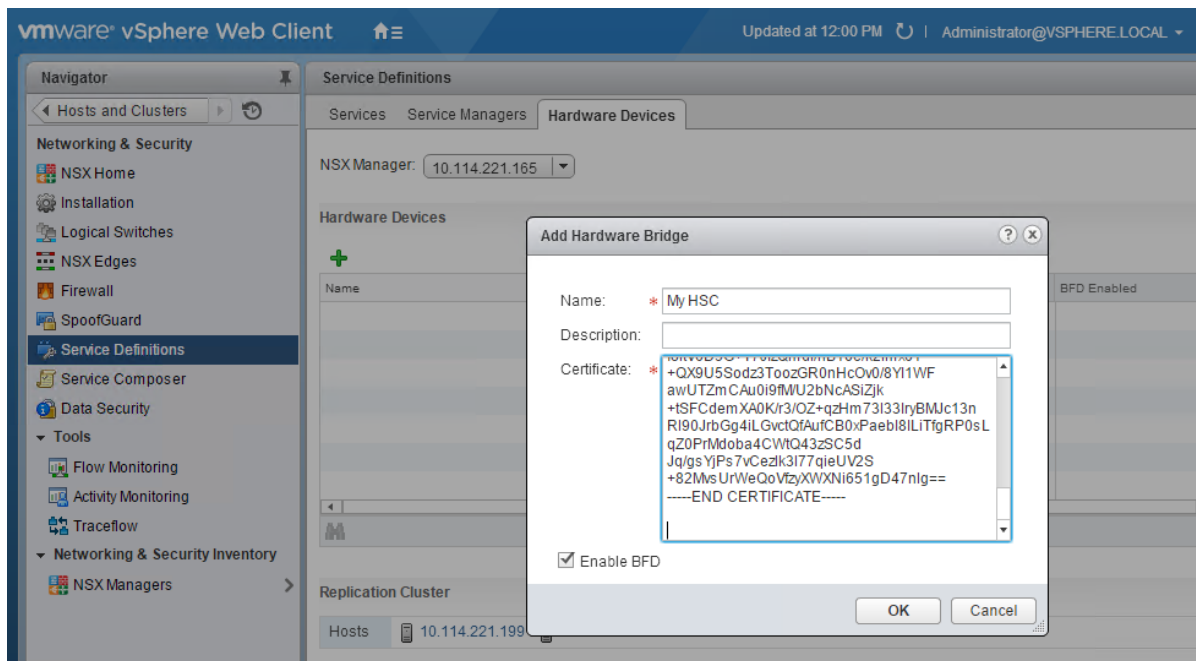 vmware® vSphere Web Client
Updated at 12:00 PM | Administrator@VSPHERE.LOCAL
Navigator
Hosts and Clusters
Networking & Security
NSX Home
Installation
Logical Switches
NSX Edges
Firewall
SpoofGuard
Service Definitions
Service Composer
Data Security
Tools
Flow Monitoring
Activity Monitoring
Traceflow
Networking & Security Inventory
NSX Managers
Service Definitions
Services Service Managers Hardware Devices
NSX Manager: 10.114.221.165
Hardware Devices
Name
BFD Enabled
Add Hardware Bridge
Name: * My HSC
Description:
Certificate: *
+QX9U5Sodz3ToozGR0nHcOv0/8YI1WF
awUTZmCAu0i9fM/U2bNcASiZjk
+tSFCdemXA0K/r3/OZ+qzHm73I33IryBMJc13n
RI90JrbGg4iLGvctQfAufCB0xPaebI8ILiTfgRP0sL
qZ0PrMdoba4CWtQ43zSC5d
Jq/gsYjPs7vCezlk3I77qieUV2S
+82MvsUrWeQoVfzyXWXNi651gD47nIg==
-----END CERTIFICATE-----
Enable BFD
OK Cancel
Replication Cluster
Hosts 10.114.221.199